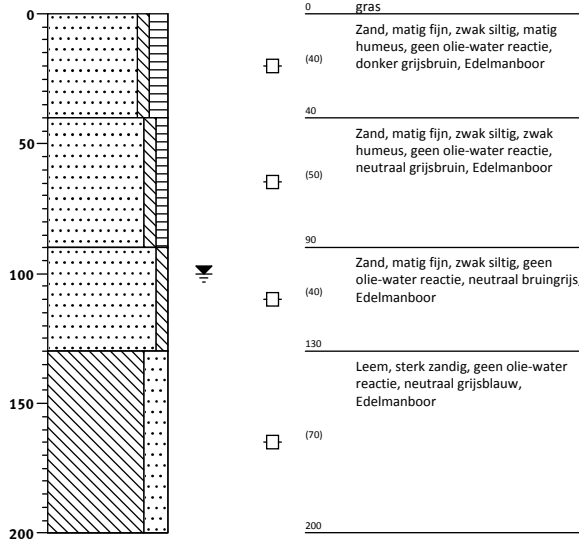 0
50
100
150
200
0
gras
(40)
Zand, matig fijn, zwak siltig, matig
humeus, geen olie-water reactie,
donker grijsbruin, Edelmanboor
40
(50)
Zand, matig fijn, zwak siltig, zwak
humeus, geen olie-water reactie,
neutraal grijsbruin, Edelmanboor
90
(40)
Zand, matig fijn, zwak siltig, geen
olie-water reactie, neutraal bruingrijs,
Edelmanboor
130
(70)
Leem, sterk zandig, geen olie-water
reactie, neutraal grijsblauw,
Edelmanboor
200